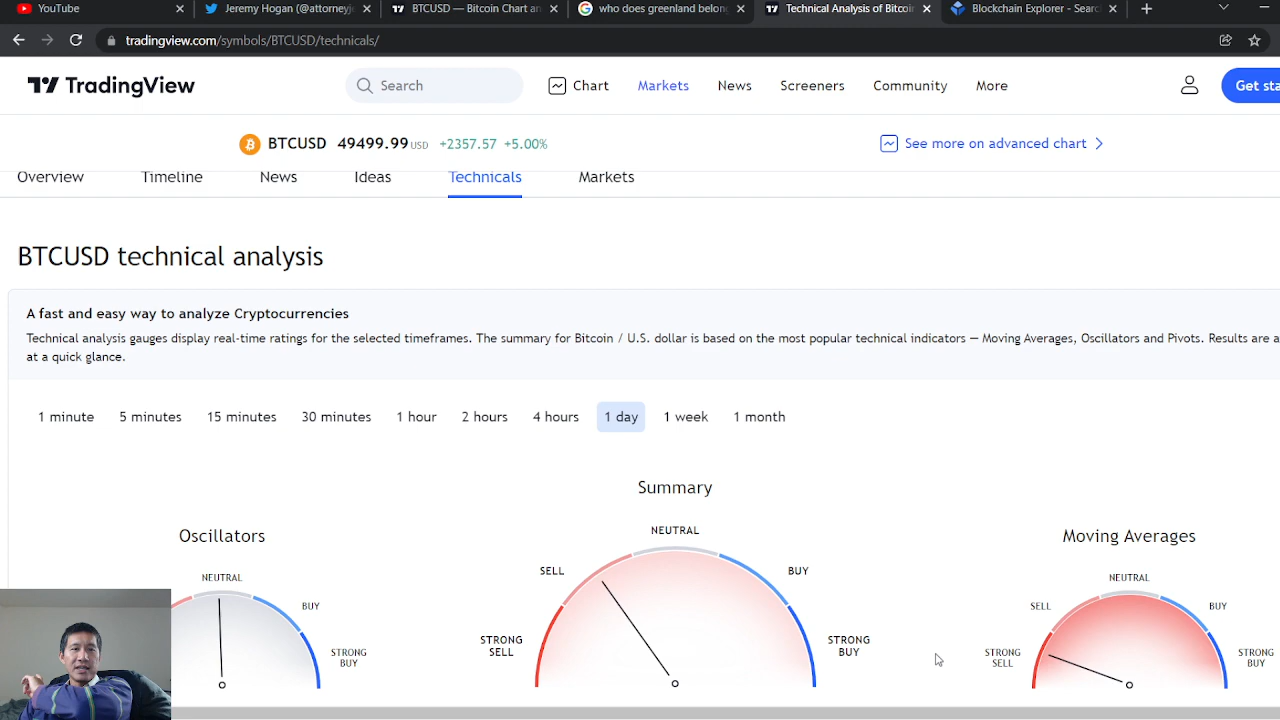 YouTube
Jeremy Hogan (@attorneyj
BTCUSD — Bitcoin Chart an
who does greenland belong
Technical Analysis of Bitcoin
Blockchain Explorer - Sear
tradingview.com/symbols/BTCUSD/technicals/
TradingView
Search
Chart
Markets
News
Screeners
Community
More
Get sta
BTCUSD 49499.99 USD +2357.57 +5.00%
See more on advanced chart
Overview
Timeline
News
Ideas
Technicals
Markets
BTCUSD technical analysis
A fast and easy way to analyze Cryptocurrencies
Technical analysis gauges display real-time ratings for the selected timeframes. The summary for Bitcoin / U.S. dollar is based on the most popular technical indicators — Moving Averages, Oscillators and Pivots. Results are a
at a quick glance.
1 minute
5 minutes
15 minutes
30 minutes
1 hour
2 hours
4 hours
1 day
1 week
1 month
Summary
NEUTRAL
SELL
BUY
STRONG
SELL
STRONG
BUY
Oscillators
NEUTRAL
BUY
STRONG
BUY
Moving Averages
NEUTRAL
SELL
BUY
STRONG
SELL
STRONG
BUY